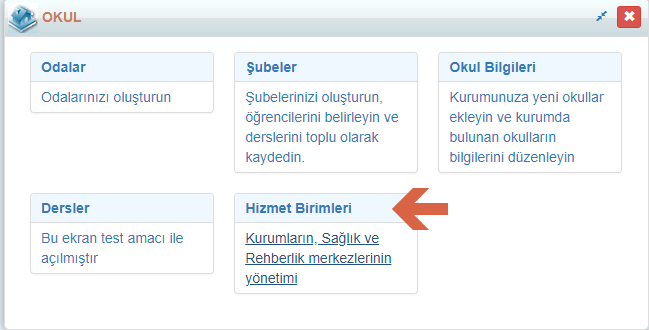 OKUL
Odalar
Odalarınızı oluşturun
Şubeler
Şubelerinizi oluşturun,
öğrencilerini belirleyin ve
derslerini toplu olarak
kaydedin.
Okul Bilgileri
Kurumunuza yeni okullar
ekleyin ve kurumda
bulunan okulların
bilgilerini düzenleyin
Dersler
Bu ekran test amacı ile
açılmıştır
Hizmet Birimleri
Kurumların, Sağlık ve
Rehberlik merkezlerinin
yönetimi